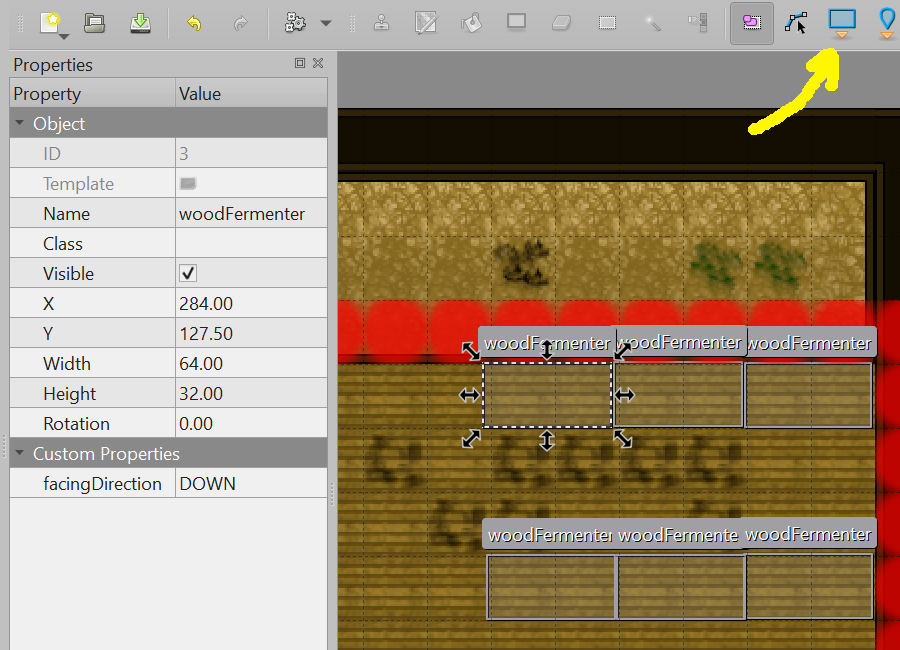 Properties
Property Value
Object
ID 3
Template
Name woodFermenter
Class
Visible
X 284.00
Y 127.50
Width 64.00
Height 32.00
Rotation 0.00
Custom Properties
facingDirection DOWN
woodFermenter woodFermenter woodFermenter
woodFermenter woodFermente woodFermenter